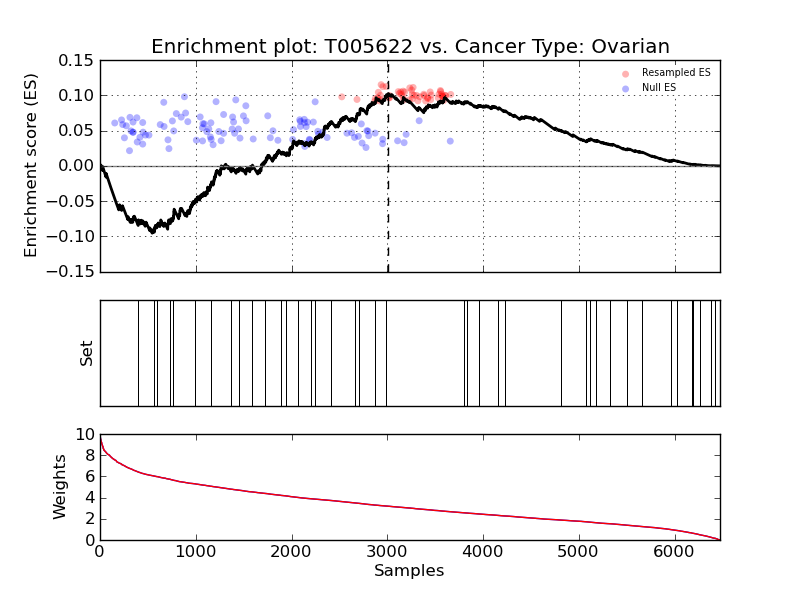 Enrichment plot: T005622 vs. Cancer Type: Ovarian
Enrichment score (ES)
0.15
0.10
0.05
0.00
−0.05
−0.10
−0.15
Resampled ES
Null ES
Set
Weights
10
8
6
4
2
0
0 1000 2000 3000 4000 5000 6000
Samples